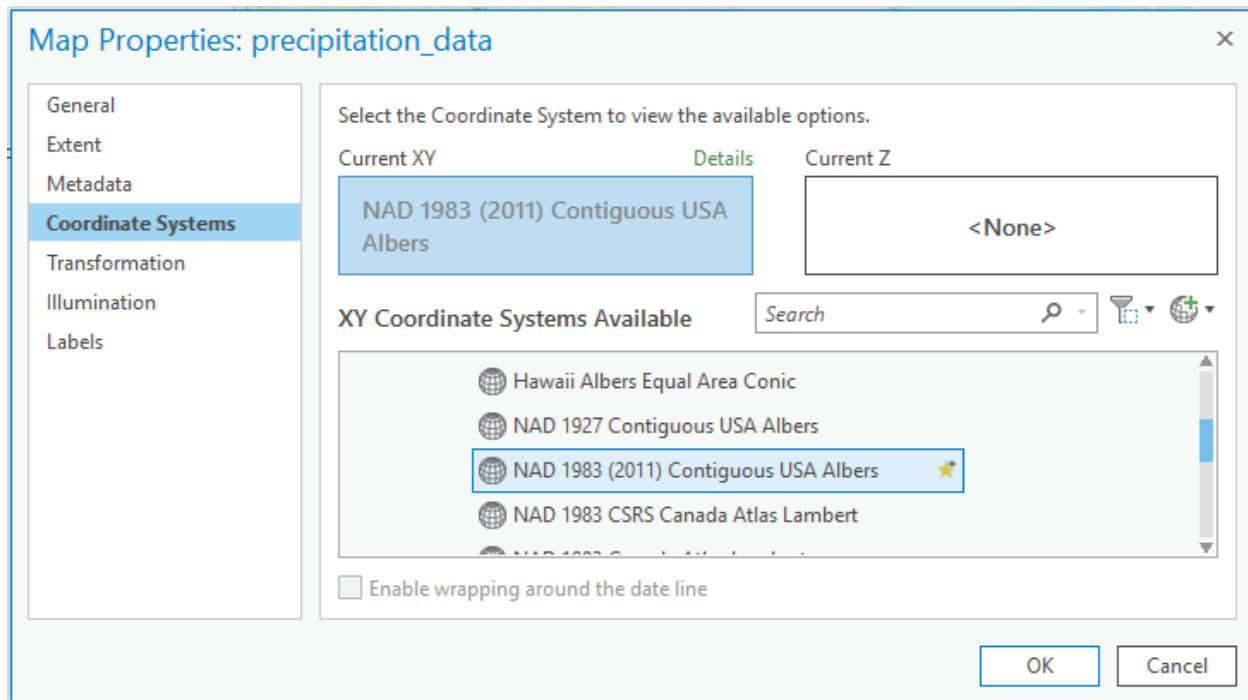 Map Properties: precipitation_data
General
Extent
Metadata
Coordinate Systems
Transformation
Illumination
Labels
Select the Coordinate System to view the available options.
Current XY
Details
Current Z
NAD 1983 (2011) Contiguous USA
Albers
<None>
XY Coordinate Systems Available
Search
Hawaii Albers Equal Area Conic
NAD 1927 Contiguous USA Albers
NAD 1983 (2011) Contiguous USA Albers
NAD 1983 CSRS Canada Atlas Lambert
Enable wrapping around the date line
OK
Cancel